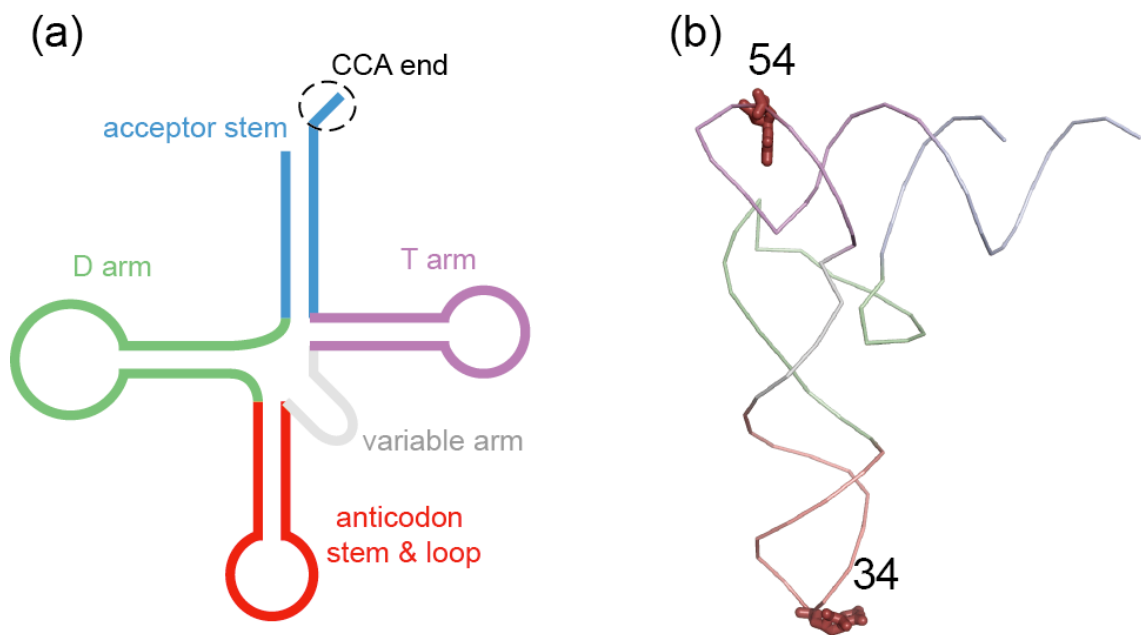 (a)
CCA end
acceptor stem
D arm
T arm
variable arm
anticodon
stem & loop
(b)
54
34